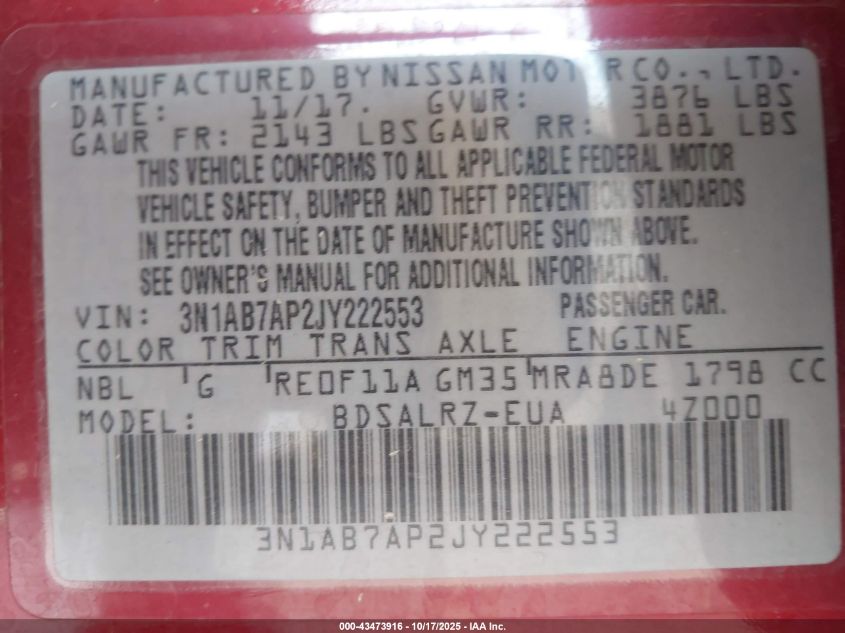 MANUFACTURED BY NISSAN MOTOR CO., LTD.
DATE: 11/17. GVWR: 3876 LBS
GAWR FR: 2143 LBS GAWR RR: 1881 LBS
THIS VEHICLE CONFORMS TO ALL APPLICABLE FEDERAL MOTOR
VEHICLE SAFETY, BUMPER AND THEFT PREVENTION STANDARDS
IN EFFECT ON THE DATE OF MANUFACTURE SHOWN ABOVE.
SEE OWNER'S MANUAL FOR ADDITIONAL INFORMATION.
VIN: 3N1AB7AP2JY222553 PASSENGER CAR.
COLOR TRIM TRANS AXLE ENGINE
NBL G RE0F11A GM35 MRA8DE 1798 CC
MODEL: BDSALRZ-EUA 4Z000
3N1AB7AP2JY222553
000-43473916 - 10/17/2025 - IAA Inc.